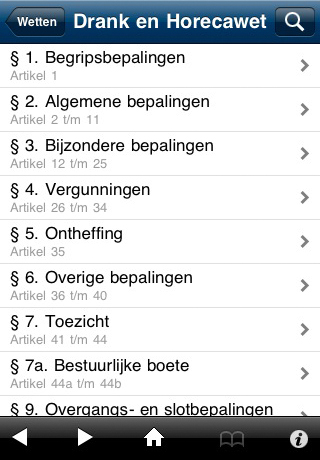 Wetten
Drank en Horecawet
§ 1. Begripsbepalingen
Artikel 1
§ 2. Algemene bepalingen
Artikel 2 t/m 11
§ 3. Bijzondere bepalingen
Artikel 12 t/m 25
§ 4. Vergunningen
Artikel 26 t/m 34
§ 5. Ontheffing
Artikel 35
§ 6. Overige bepalingen
Artikel 36 t/m 40
§ 7. Toezicht
Artikel 41 t/m 44
§ 7a. Bestuurlijke boete
Artikel 44a t/m 44b
§ 9. Overgangs- en slotbepalingen